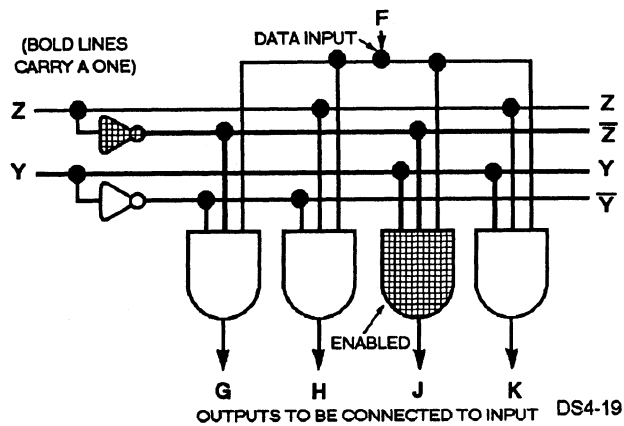 F
(BOLD LINES
CARRY A ONE)
DATA INPUT
Z
Z
Z̅
Y
Y
Y̅
ENABLED
G H J K
OUTPUTS TO BE CONNECTED TO INPUT DS4-19